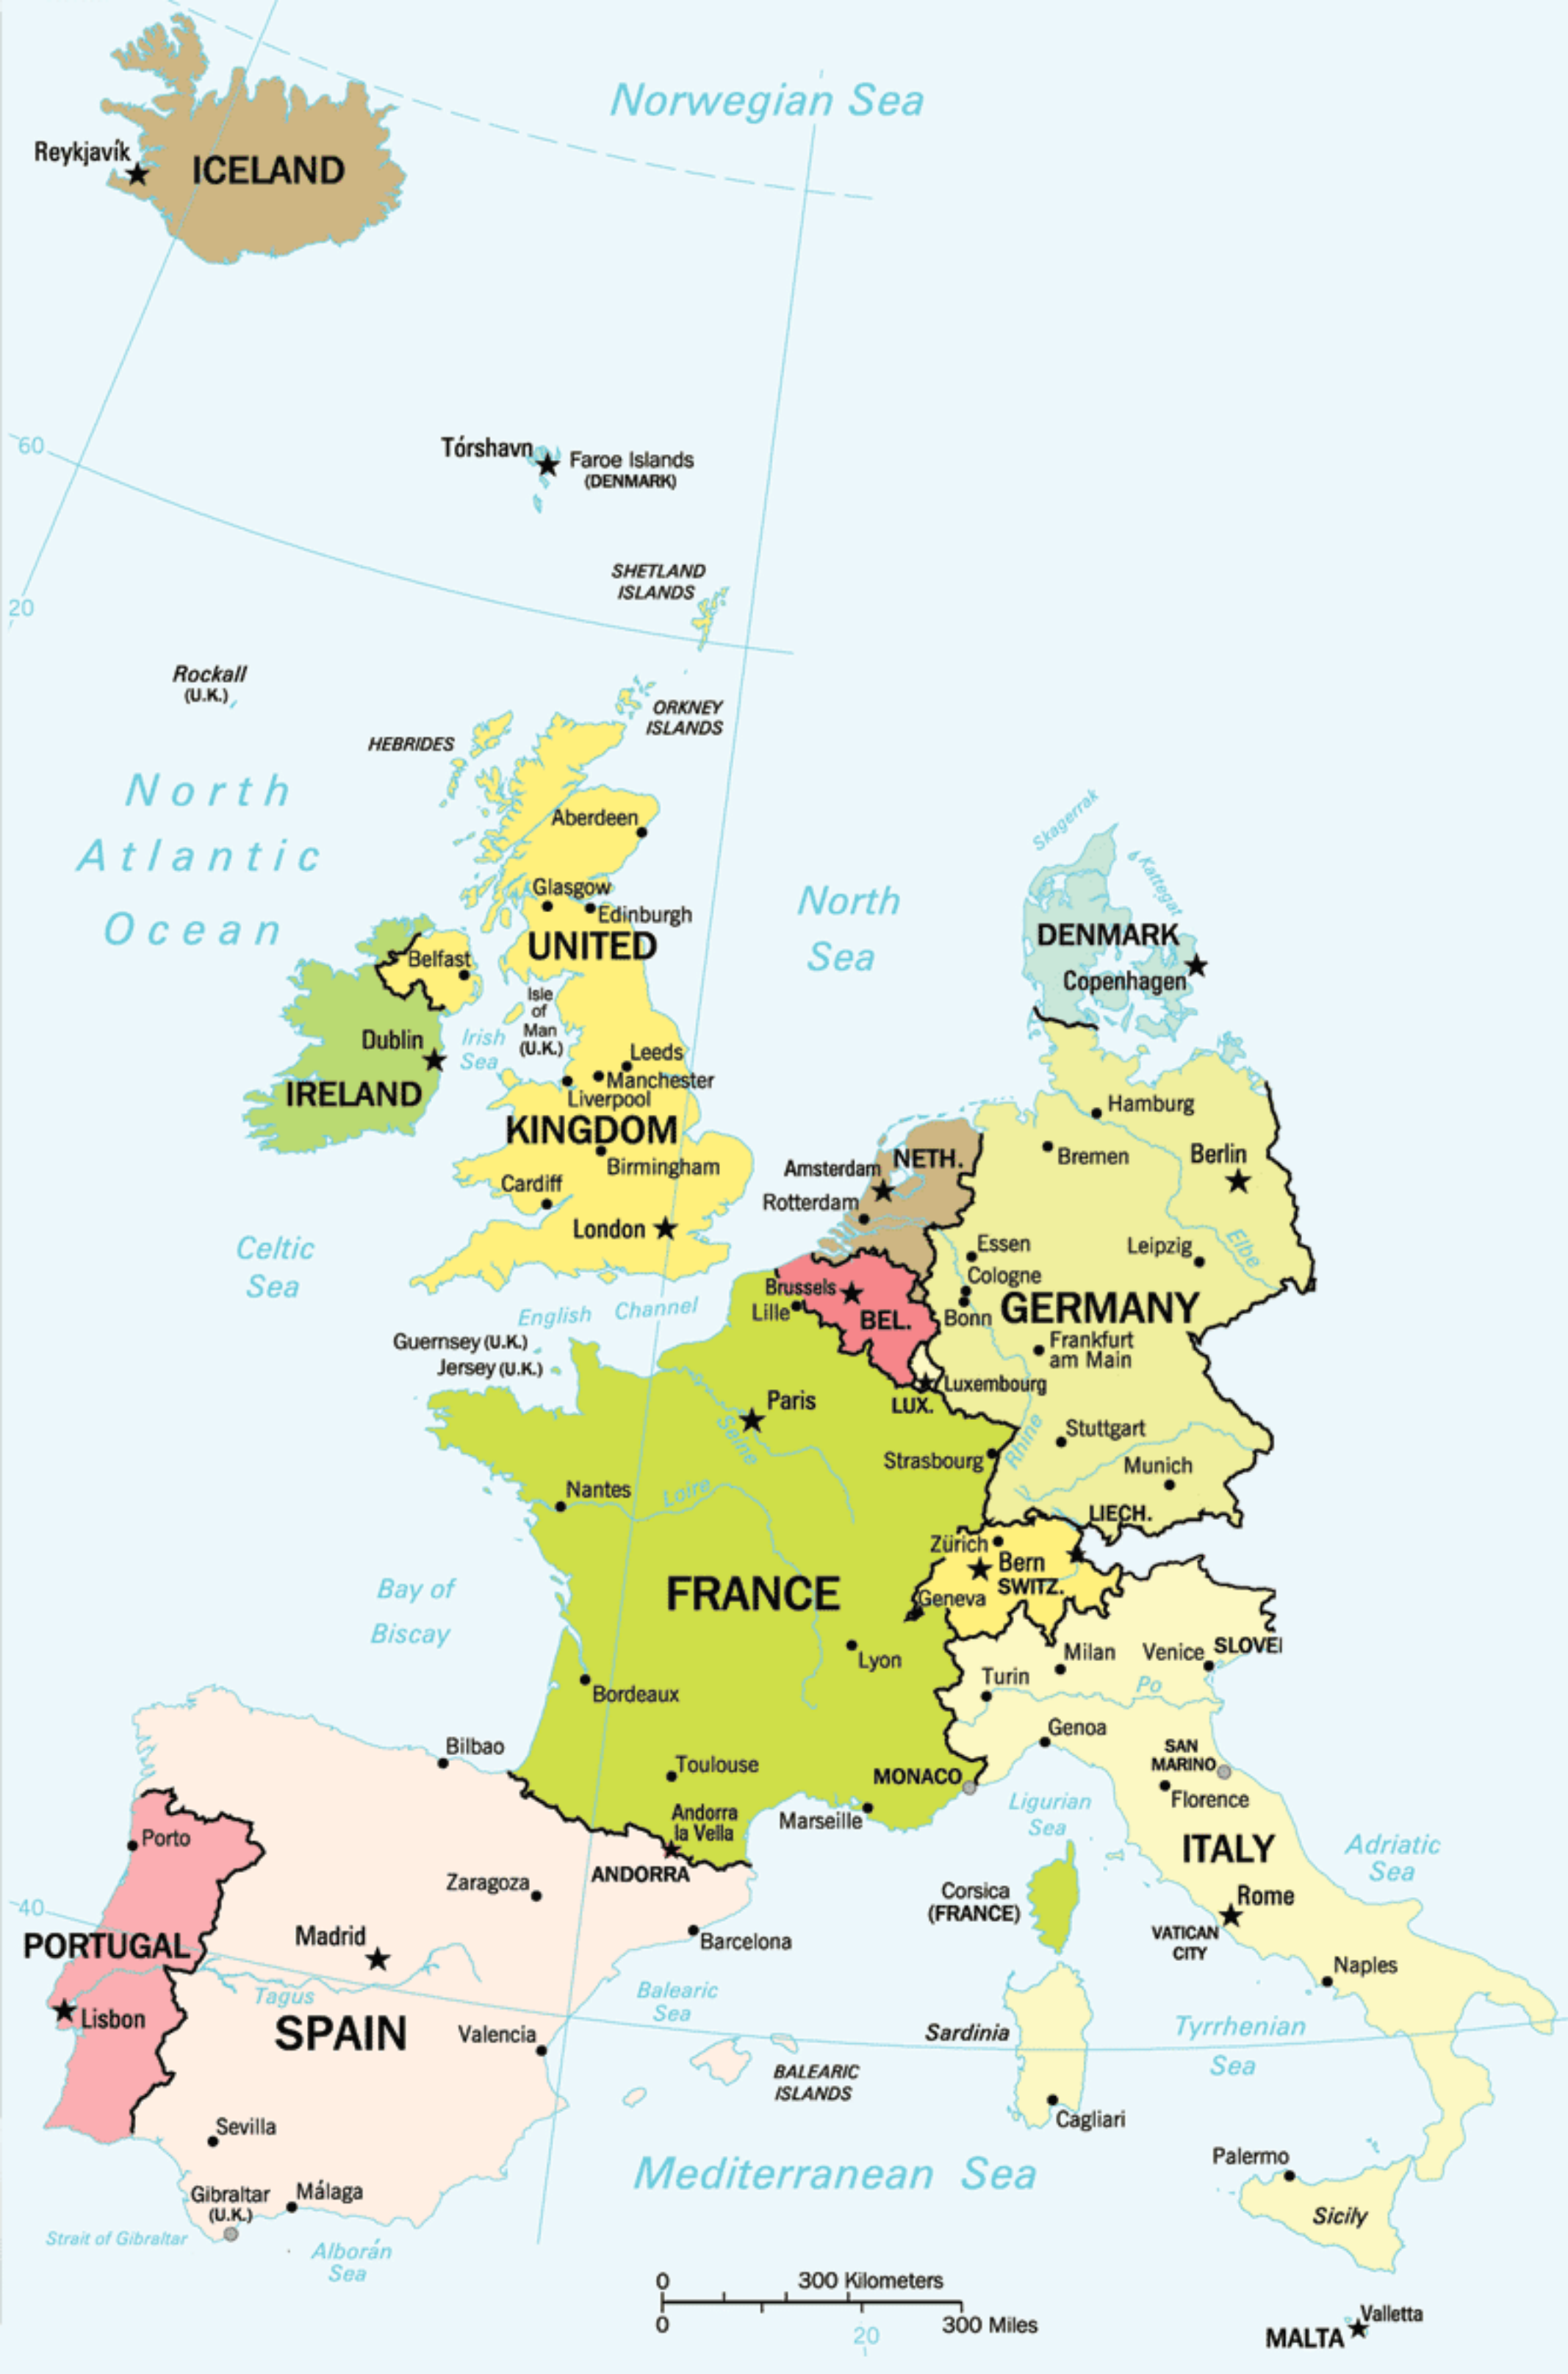 Norwegian Sea
Reykjavík
ICELAND
60
Tórshavn
Faroe Islands
(DENMARK)
SHETLAND
ISLANDS
20
Rockall
(U.K.)
ORKNEY
ISLANDS
HEBRIDES
North
Atlantic
Ocean
Aberdeen
Skagerrak
Kattegat
Glasgow
Edinburgh
UNITED
North
Sea
DENMARK
Copenhagen
Belfast
Isle
of
Man
(U.K.)
Dublin
Irish
Sea
IRELAND
Leeds
Manchester
Liverpool
KINGDOM
Birmingham
Cardiff
London
Hamburg
Bremen
Berlin
NETH.
Amsterdam
Rotterdam
Celtic
Sea
Essen
Leipzig
Elbe
Cologne
Brussels
Lille
BEL.
Bonn
GERMANY
English Channel
Guernsey (U.K.)
Jersey (U.K.)
Frankfurt
am Main
Luxembourg
LUX.
Paris
Seine
Strasbourg
Rhine
Stuttgart
Munich
Nantes
Loire
LIECH.
Zürich
Bern
SWITZ.
Geneva
FRANCE
Bay of
Biscay
Lyon
Milan
Venice
SLOVE
Turin
Po
Bordeaux
Genoa
Bilbao
Toulouse
MONACO
SAN
MARINO
Florence
Andorra
la Vella
Marseille
Ligurian
Sea
Porto
ITALY
Adriatic
Sea
Zaragoza
ANDORRA
Corsica
(FRANCE)
Rome
VATICAN
CITY
40
PORTUGAL
Madrid
Barcelona
Naples
Tagus
Balearic
Sea
Lisbon
SPAIN
Valencia
Sardinia
Tyrrhenian
Sea
BALEARIC
ISLANDS
Cagliari
Sevilla
Palermo
Mediterranean Sea
Gibraltar
(U.K.)
Málaga
Sicily
Strait of Gibraltar
Alborán
Sea
0 300 Kilometers
0 300 Miles
20
Valletta
MALTA